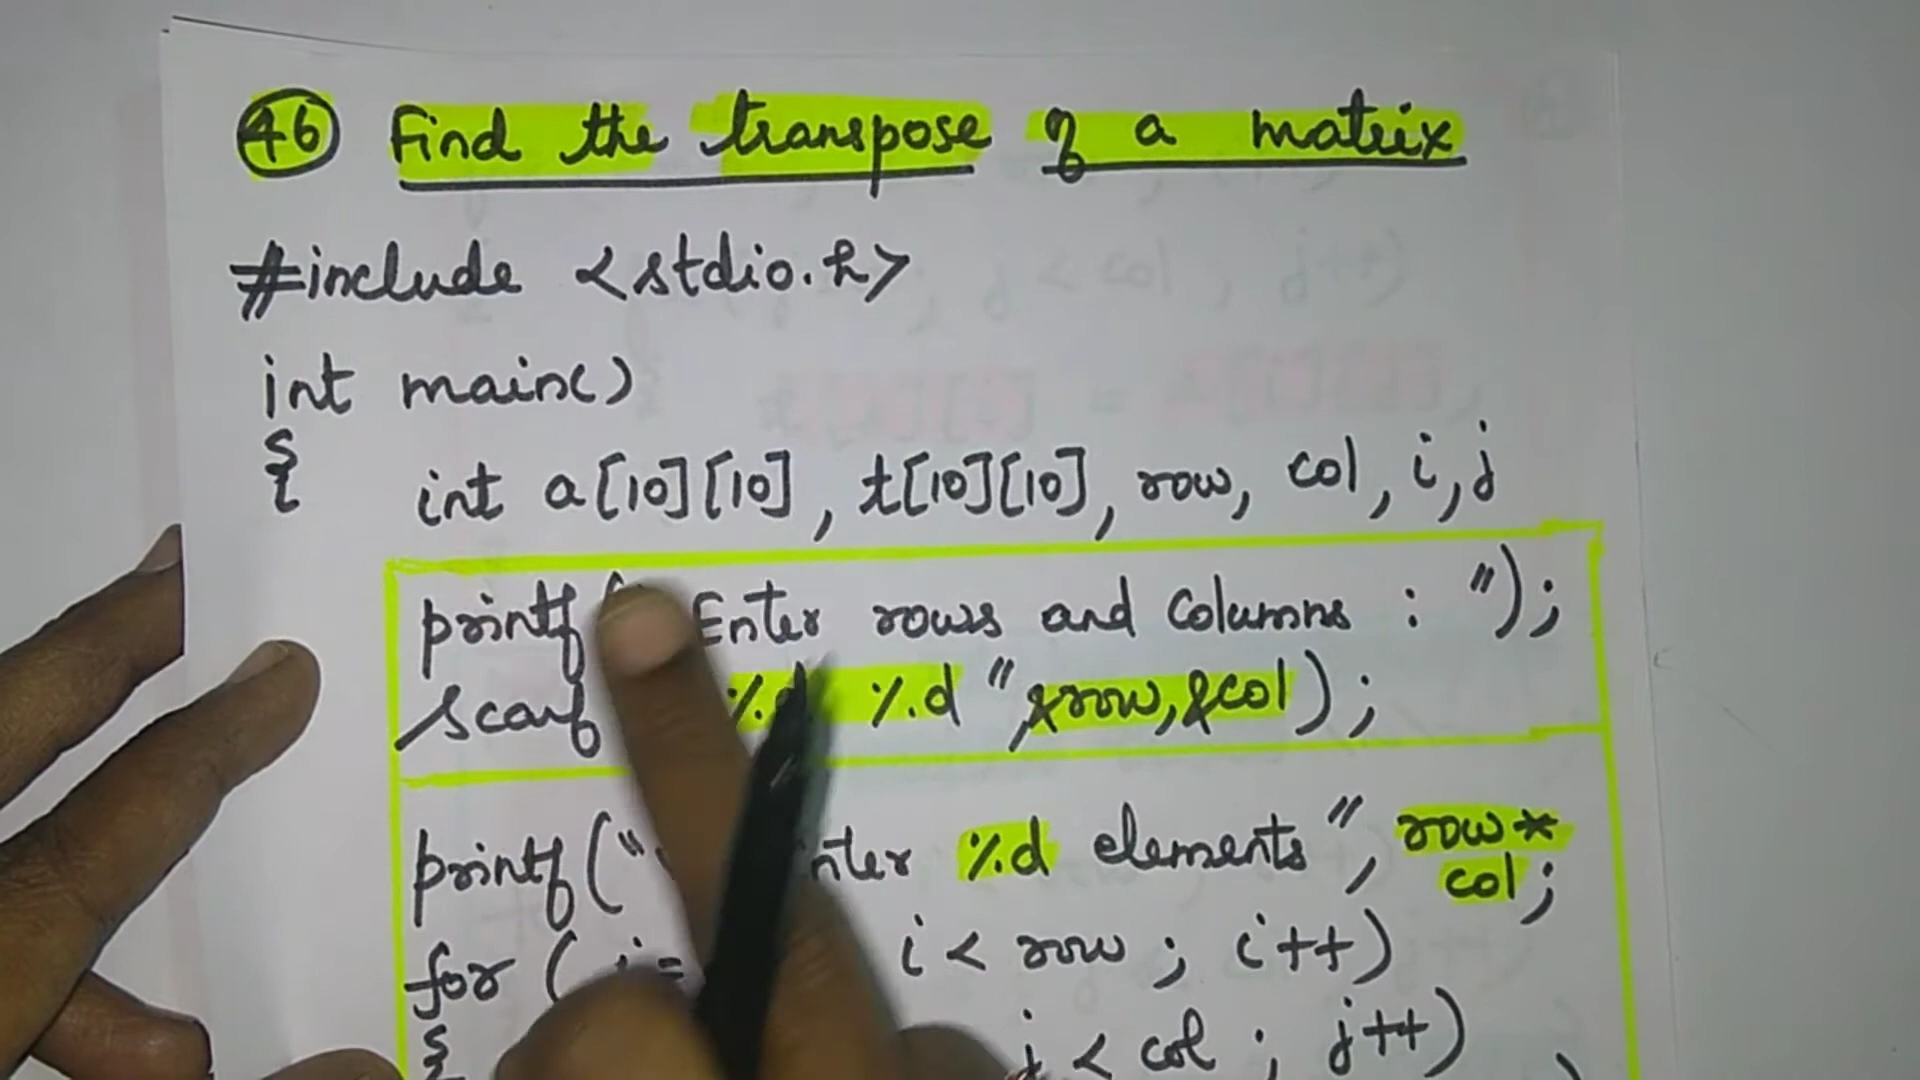 46 Find the transpose of a matrix
#include <stdio.h>
int main()
{
int a[10][10], t[10][10], row, col, i, j
printf( Enter rows and columns : ");
scanf %d %d ",&row,&col);
printf(" elements", row*
%d
col;
for ( i = i < row ; i++)
{ j < col ; j++)